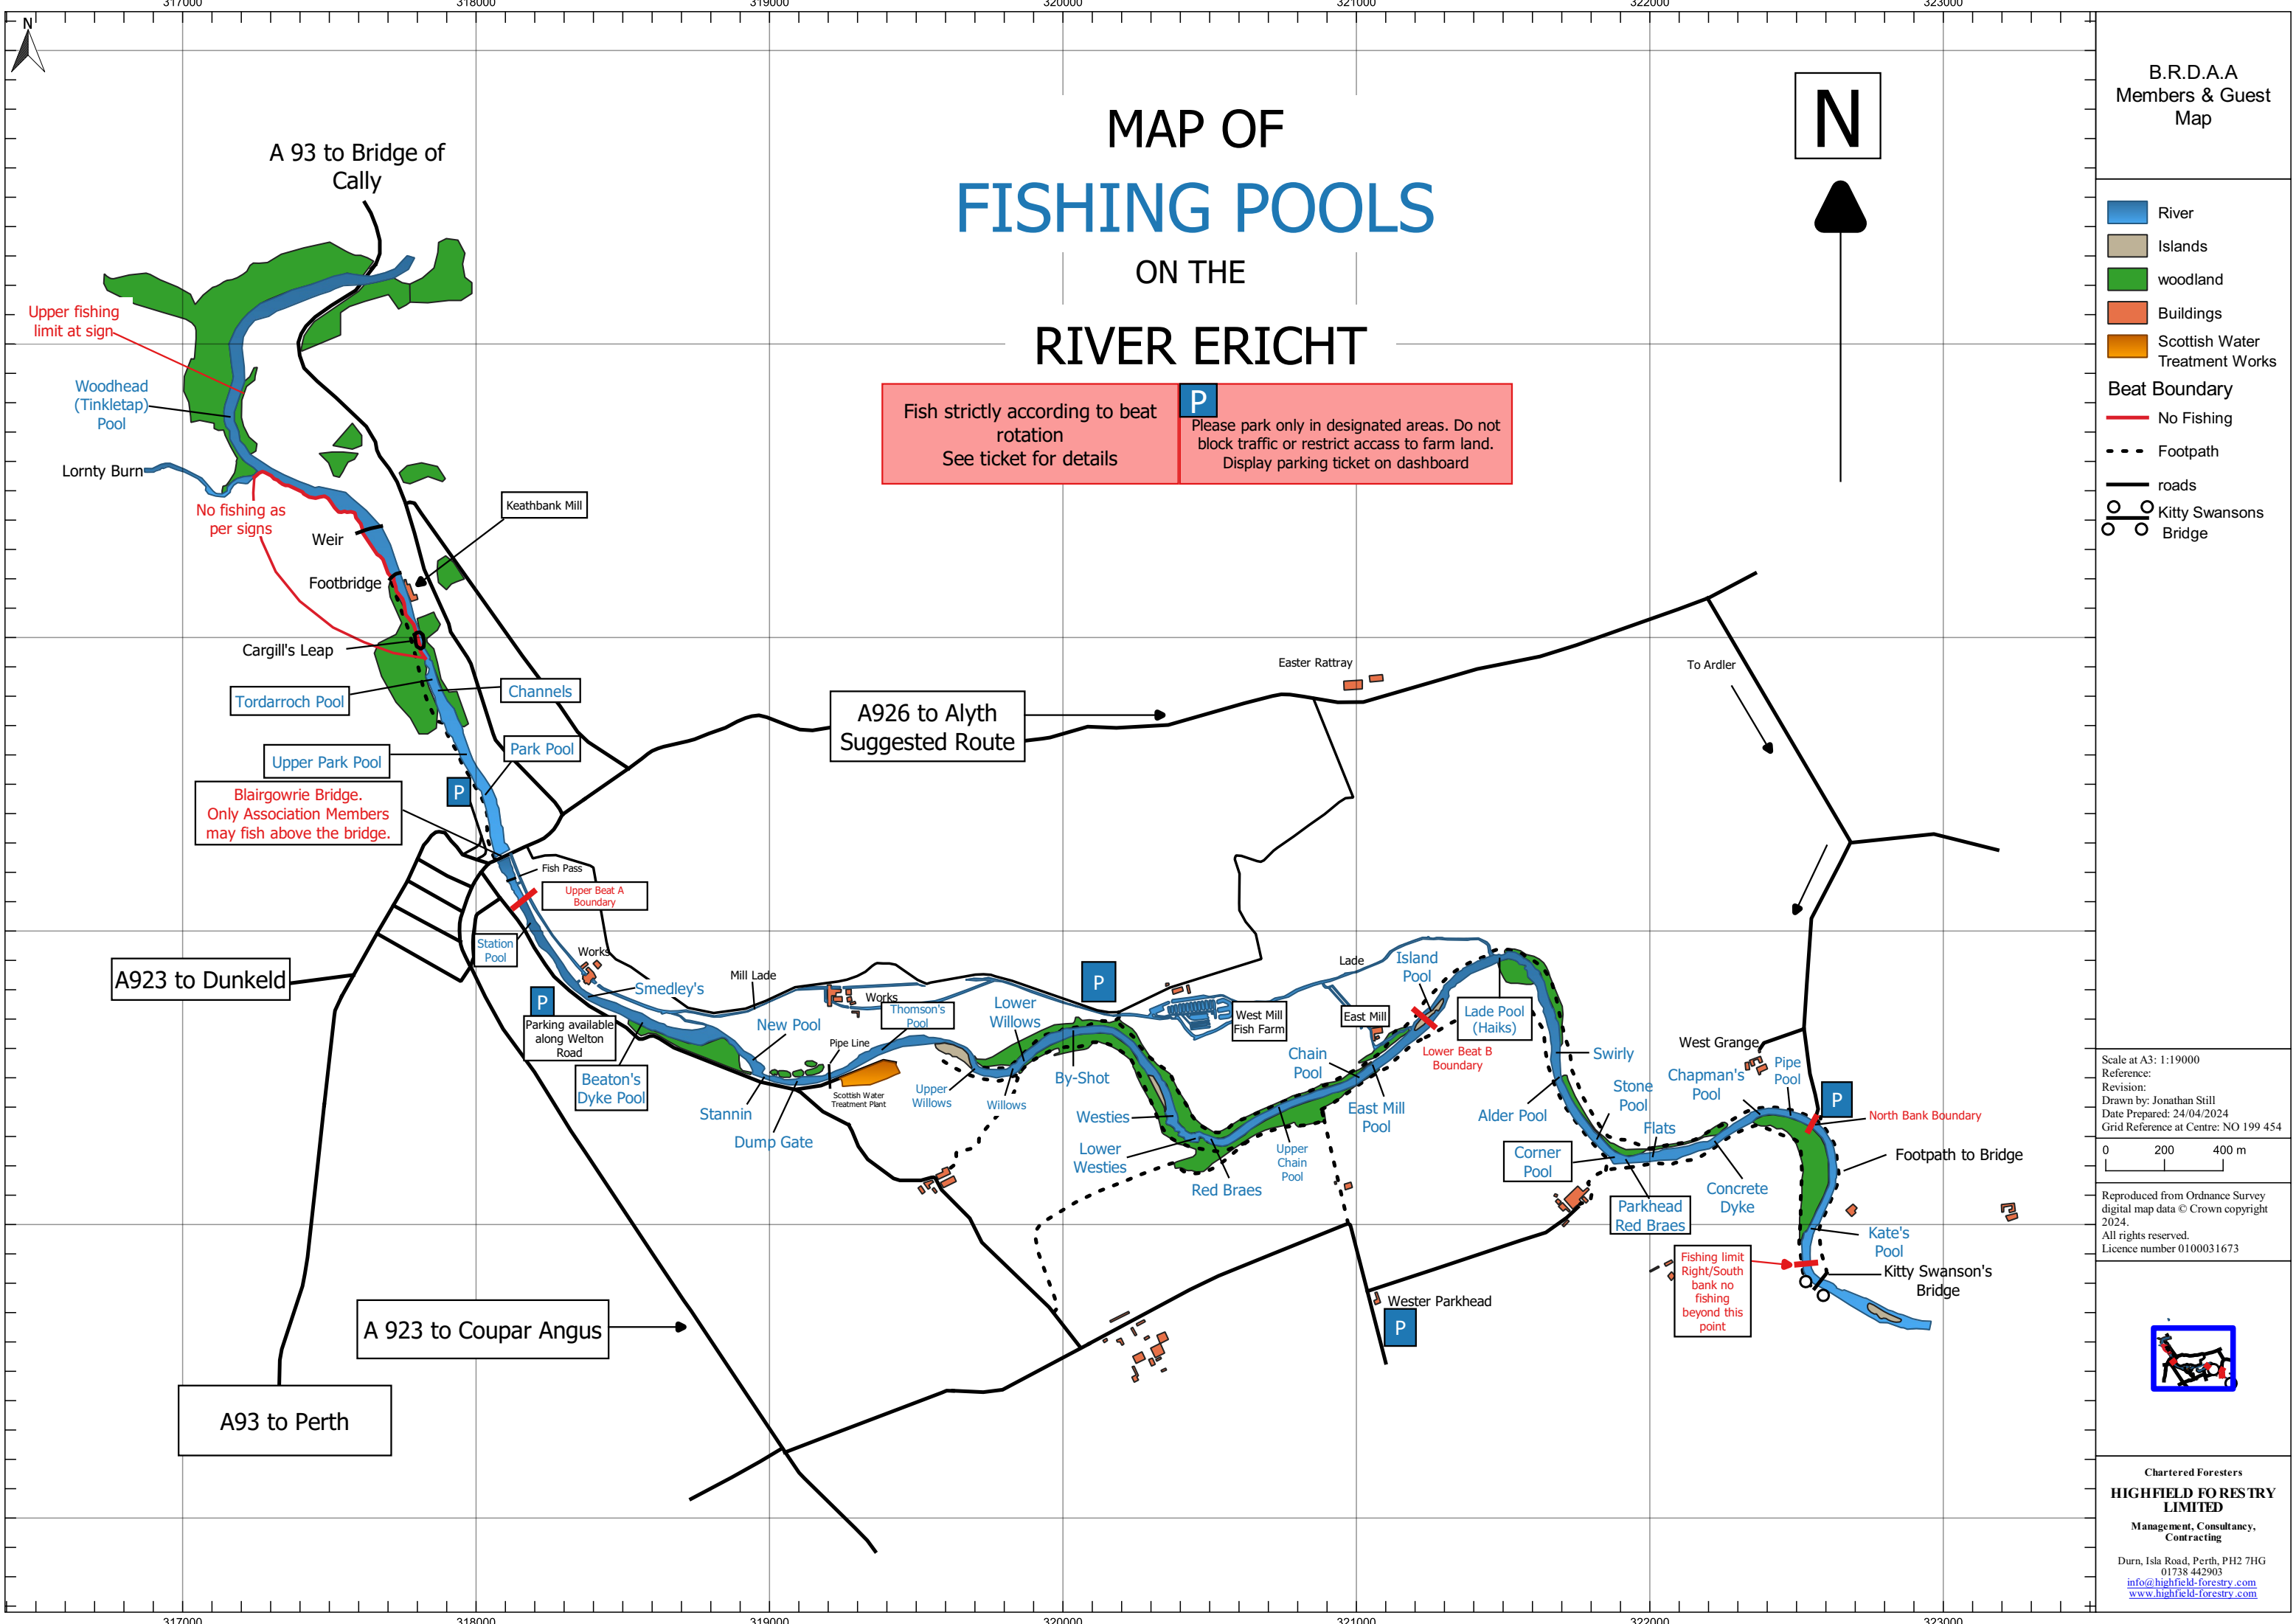 317000
318000
319000
320000
321000
322000
323000
N
MAP OF
FISHING POOLS
ON THE
RIVER ERICHT
N
Fish strictly according to beat
rotation
See ticket for details
P
Please park only in designated areas. Do not
block traffic or restrict access to farm land.
Display parking ticket on dashboard
A 93 to Bridge of
Cally
Upper fishing
limit at sign
Woodhead
(Tinkletap)
Pool
Lornty Burn
No fishing as
per signs
Weir
Keathbank Mill
Footbridge
Cargill's Leap
Tordarroch Pool
Channels
Upper Park Pool
Park Pool
P
Blairgowrie Bridge.
Only Association Members
may fish above the bridge.
Fish Pass
Upper Beat A
Boundary
Station
Pool
A923 to Dunkeld
Works
Smedley's
P
Parking available
along Welton
Road
Beaton's
Dyke Pool
Mill Lade
Works
New Pool
Pipe Line
Thomson's
Pool
Stannin
Dump Gate
Scottish Water
Treatment Plant
Upper
Willows
Willows
Lower
Willows
P
By-Shot
Westies
Lower
Westies
Red Braes
Upper
Chain
Pool
Chain
Pool
West Mill
Fish Farm
East Mill
East Mill
Pool
Lade
Island
Pool
Lower Beat B
Boundary
Lade Pool
(Haiks)
Swirly
Alder Pool
Stone
Pool
Corner
Pool
Flats
Parkhead
Red Braes
Concrete
Dyke
Chapman's
Pool
Pipe
Pool
West Grange
P
North Bank Boundary
Footpath to Bridge
Kate's
Pool
Kitty Swanson's
Bridge
Fishing limit
Right/South
bank no
fishing
beyond this
point
Wester Parkhead
P
A926 to Alyth
Suggested Route
Easter Rattray
To Ardler
A 923 to Coupar Angus
A93 to Perth
317000
318000
319000
320000
321000
322000
323000
B.R.D.A.A
Members & Guest
Map
River
Islands
woodland
Buildings
Scottish Water
Treatment Works
Beat Boundary
No Fishing
Footpath
roads
Kitty Swansons
Bridge
Scale at A3: 1:19000
Reference:
Revision:
Drawn by: Jonathan Still
Date Prepared: 24/04/2024
Grid Reference at Centre: NO 199 454
0 200 400 m
Reproduced from Ordnance Survey
digital map data © Crown copyright
2024.
All rights reserved.
Licence number 0100031673
Chartered Foresters
HIGHFIELD FORESTRY
LIMITED
Management, Consultancy,
Contracting
Durn, Isla Road, Perth, PH2 7HG
01738 442903
info@highfield-forestry.com
www.highfield-forestry.com